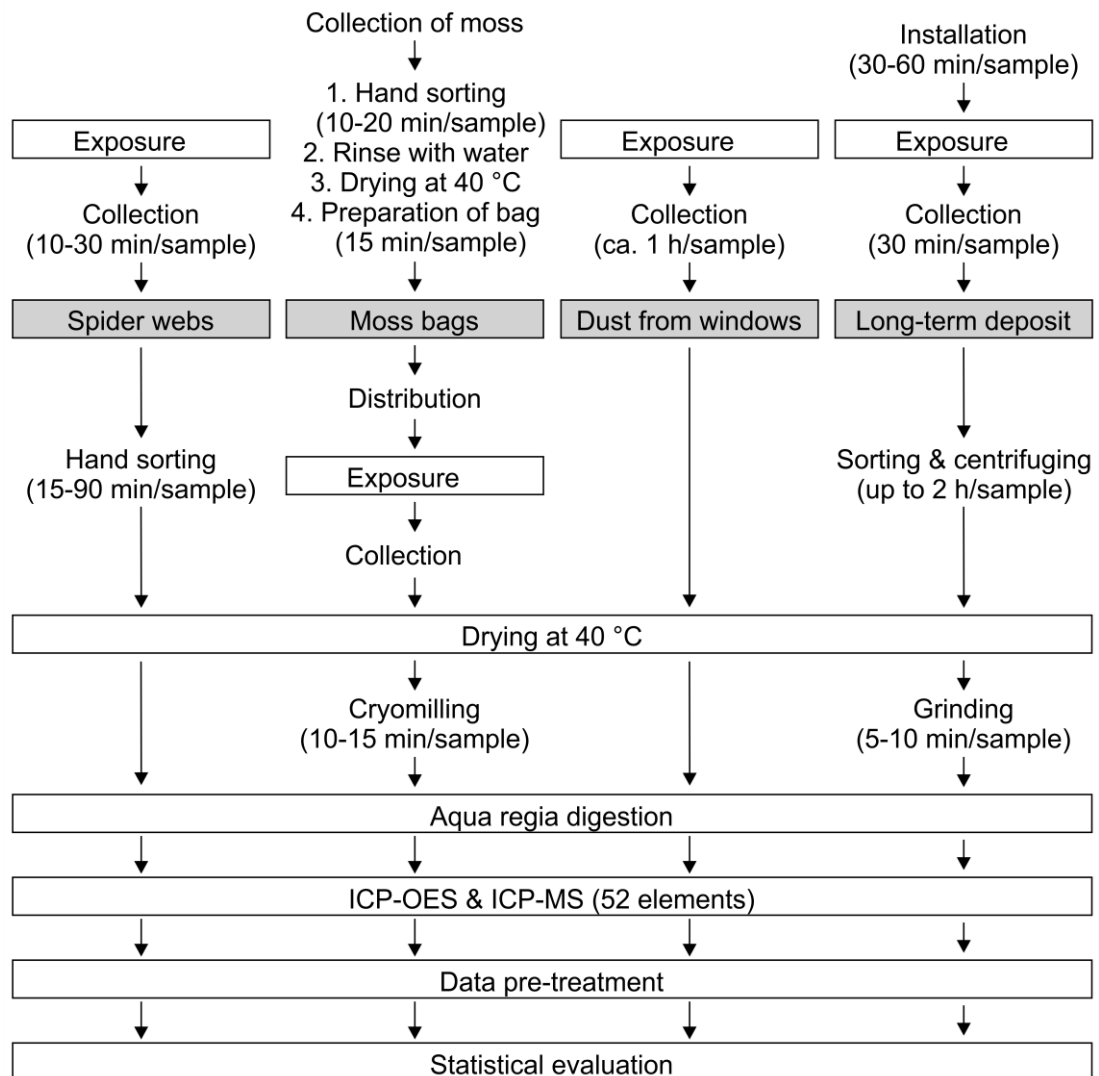 Collection of moss
Installation
(30-60 min/sample)
1. Hand sorting
(10-20 min/sample)
2. Rinse with water
3. Drying at 40 °C
4. Preparation of bag
(15 min/sample)
Exposure
Exposure
Exposure
Collection
(10-30 min/sample)
Collection
(ca. 1 h/sample)
Collection
(30 min/sample)
Spider webs
Moss bags
Dust from windows
Long-term deposit
Distribution
Hand sorting
(15-90 min/sample)
Exposure
Sorting & centrifuging
(up to 2 h/sample)
Collection
Drying at 40 °C
Cryomilling
(10-15 min/sample)
Grinding
(5-10 min/sample)
Aqua regia digestion
ICP-OES & ICP-MS (52 elements)
Data pre-treatment
Statistical evaluation